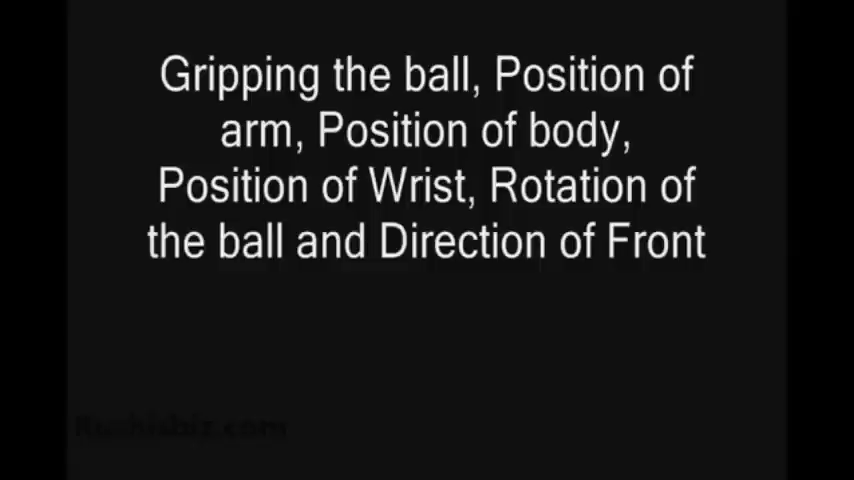 Gripping the ball, Position of
arm, Position of body,
Position of Wrist, Rotation of
the ball and Direction of Front